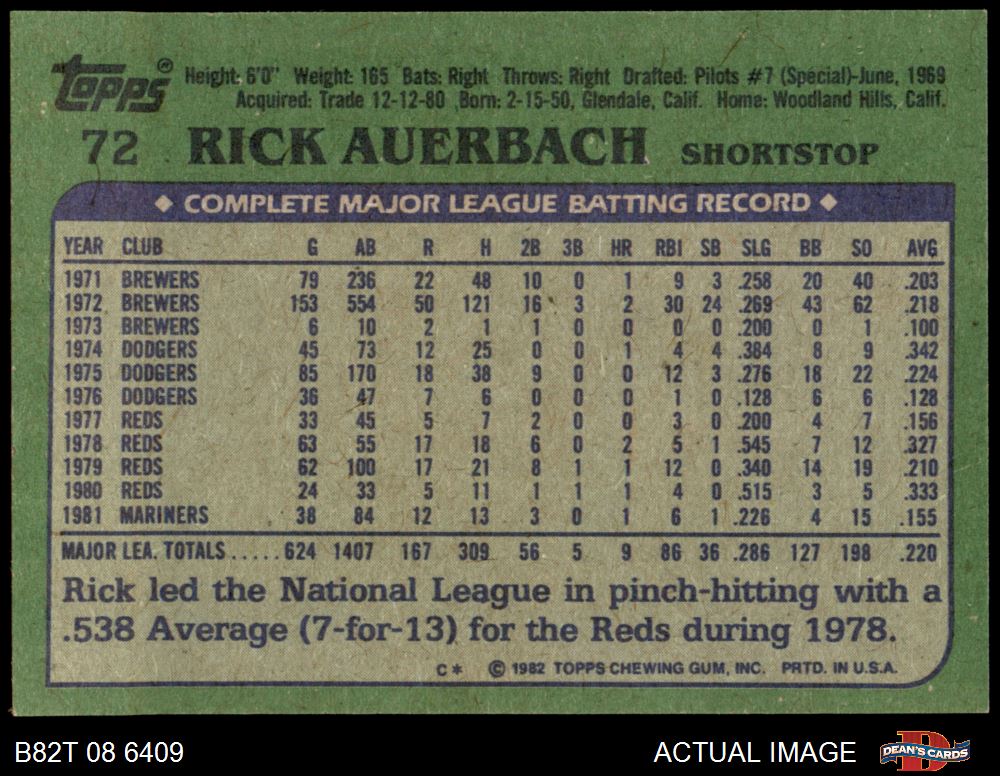 Topps ® Height: 6'0" Weight: 165 Bats: Right Throws: Right Drafted: Pilots #7 (Special)-June, 1969
Acquired: Trade 12-12-80 Born: 2-15-50, Glendale, Calif. Home: Woodland Hills, Calif.
72 RICK AUERBACH SHORTSTOP
◆ COMPLETE MAJOR LEAGUE BATTING RECORD ◆
YEAR CLUB G AB R H 2B 3B HR RBI SB SLG BB SO AVG
1971 BREWERS 79 236 22 48 10 0 1 9 3 .258 20 40 .203
1972 BREWERS 153 554 50 121 16 3 2 30 24 .269 43 62 .218
1973 BREWERS 6 10 2 1 1 0 0 0 0 .200 0 1 .100
1974 DODGERS 45 73 12 25 0 0 1 4 4 .384 8 9 .342
1975 DODGERS 85 170 18 38 9 0 0 12 3 .276 18 22 .224
1976 DODGERS 36 47 7 6 0 0 0 1 0 .128 6 6 .128
1977 REDS 33 45 5 7 2 0 0 3 0 .200 4 7 .156
1978 REDS 63 55 17 18 6 0 2 5 1 .545 7 12 .327
1979 REDS 62 100 17 21 8 1 1 12 0 .340 14 19 .210
1980 REDS 24 33 5 11 1 1 1 4 0 .515 3 5 .333
1981 MARINERS 38 84 12 13 3 0 1 6 1 .226 4 15 .155
MAJOR LEA. TOTALS.....624 1407 167 309 56 5 9 86 36 .286 127 198 .220
Rick led the National League in pinch-hitting with a
.538 Average (7-for-13) for the Reds during 1978.
C* © 1982 TOPPS CHEWING GUM, INC. PRTD. IN U.S.A.
B82T 08 6409 ACTUAL IMAGE D DEAN'S CARDS